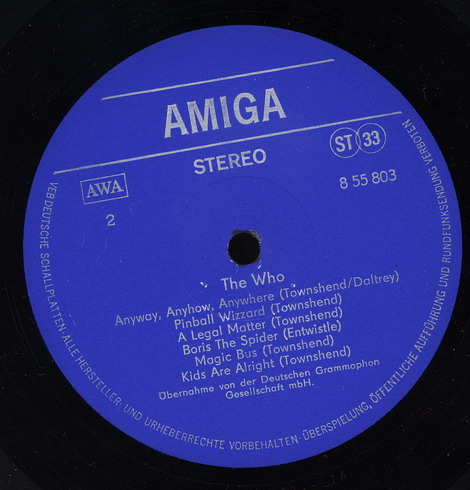 AMIGA
STEREO
ST 33
AWA
8 55 803
2
The Who
Anyway, Anyhow, Anywhere (Townshend/Daltrey)
Pinball Wizzard (Townshend)
A Legal Matter (Townshend)
Boris The Spider (Entwistle)
Magic Bus (Townshend)
Kids Are Alright (Townshend)
Übernahme von der Deutschen Grammophon
Gesellschaft mbH.
VEB DEUTSCHE SCHALLPLATTEN·ALLE HERSTELLER- UND URHEBERRECHTE VORBEHALTEN·ÜBERSPIELUNG, ÖFFENTLICHE AUFFÜHRUNG UND RUNDFUNKSENDUNG VERBOTEN